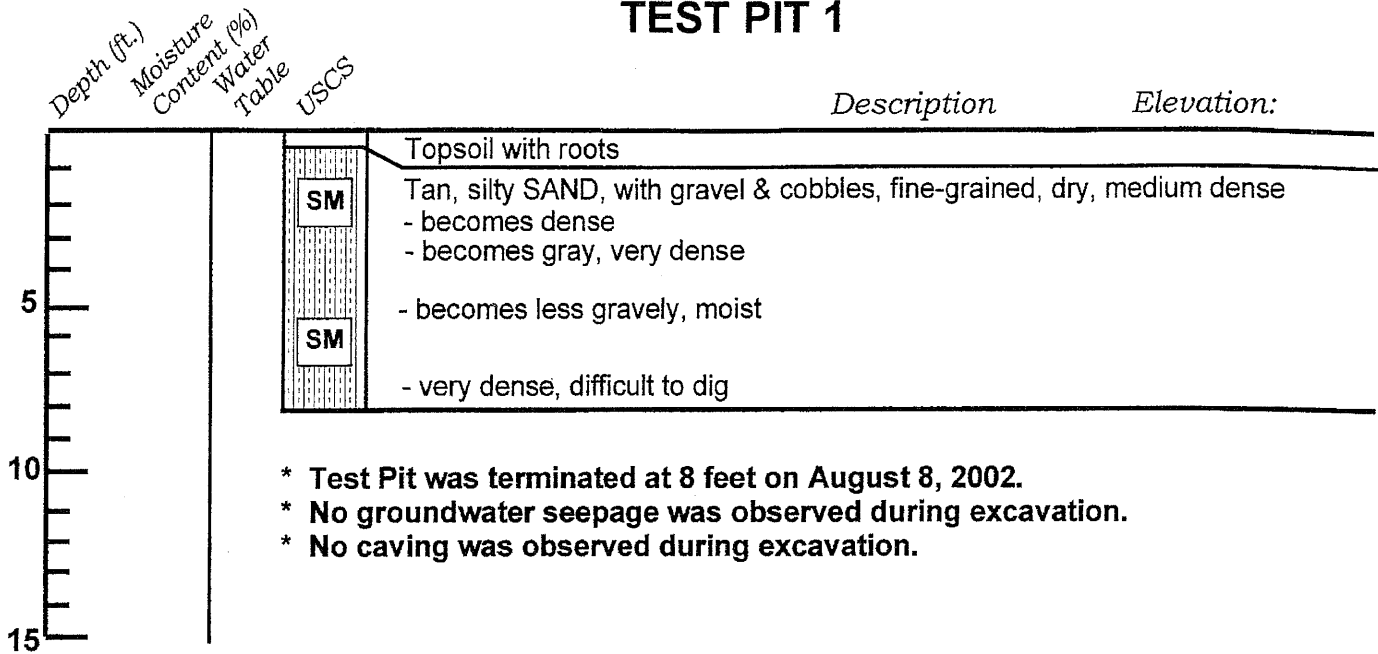 TEST PIT 1
Depth (ft.)
Moisture
Content (%)
Water
Table
USCS
Description
Elevation:
Topsoil with roots
SM
Tan, silty SAND, with gravel & cobbles, fine-grained, dry, medium dense
- becomes dense
- becomes gray, very dense
5
- becomes less gravely, moist
SM
- very dense, difficult to dig
10
* Test Pit was terminated at 8 feet on August 8, 2002.
* No groundwater seepage was observed during excavation.
* No caving was observed during excavation.
15